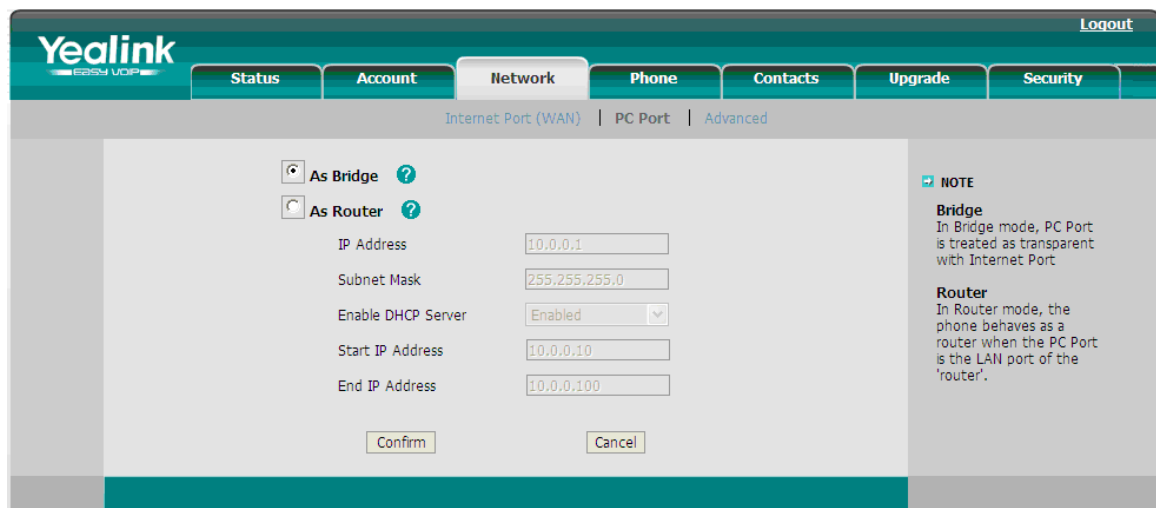 Logout
Yealink
EASY VOIP
Status Account Network Phone Contacts Upgrade Security
Internet Port (WAN) | PC Port | Advanced
As Bridge ?
As Router ?
IP Address 10.0.0.1
Subnet Mask 255.255.255.0
Enable DHCP Server Enabled
Start IP Address 10.0.0.10
End IP Address 10.0.0.100
Confirm Cancel
NOTE
Bridge
In Bridge mode, PC Port
is treated as transparent
with Internet Port
Router
In Router mode, the
phone behaves as a
router when the PC Port
is the LAN port of the
'router'.